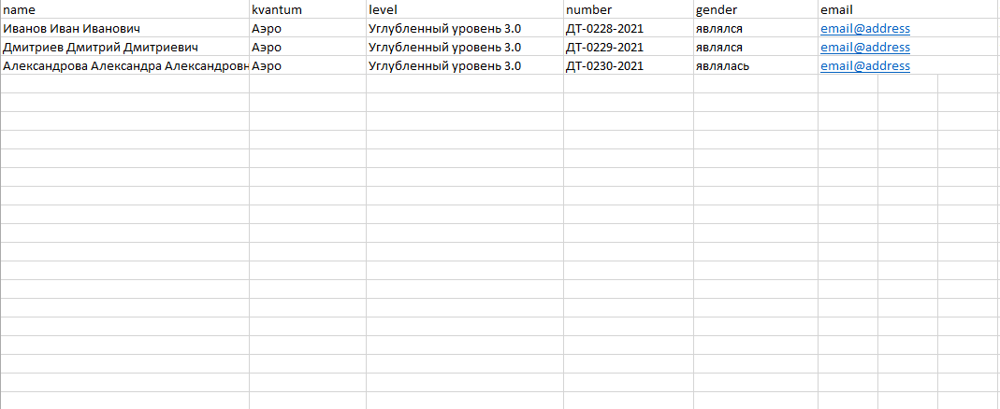 name kvantum level number gender email
Иванов Иван Иванович Аэро Углубленный уровень 3.0 ДТ-0228-2021 являлся email@address
Дмитриев Дмитрий Дмитриевич Аэро Углубленный уровень 3.0 ДТ-0229-2021 являлся email@address
Александрова Александра Александровн Аэро Углубленный уровень 3.0 ДТ-0230-2021 являлась email@address